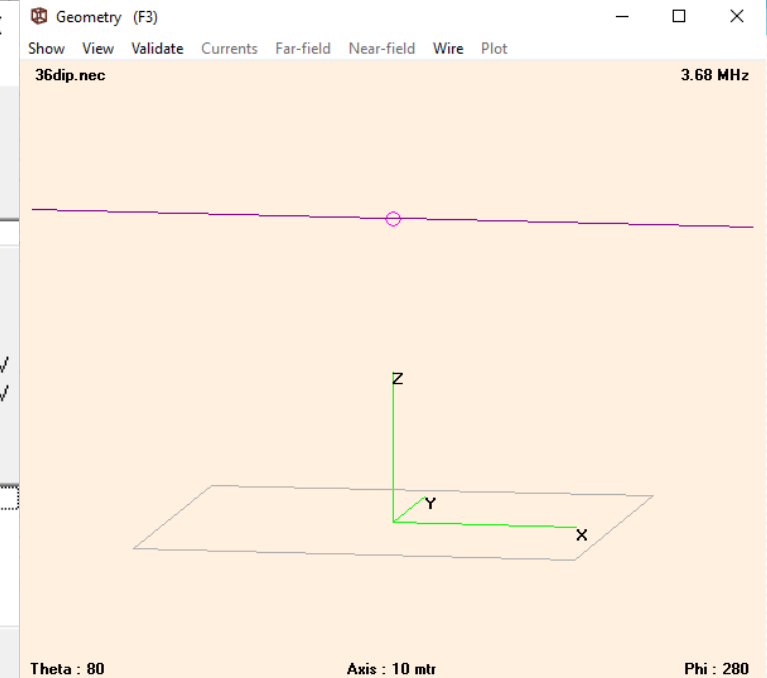 Geometry (F3)
Show View Validate Currents Far-field Near-field Wire Plot
36dip.nec 3.68 MHz
Z
Y
X
Theta : 80 Axis : 10 mtr Phi : 280